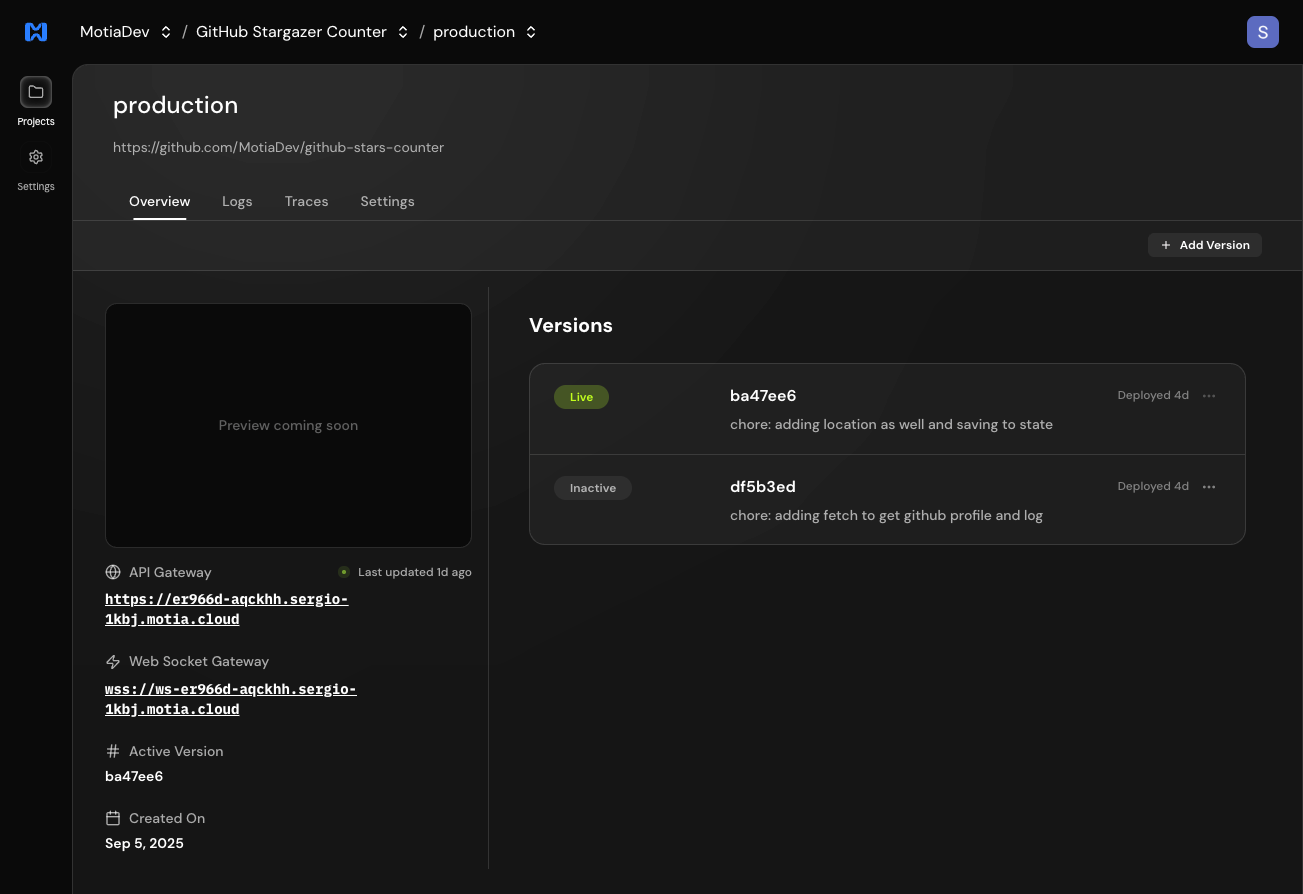 MotiaDev / GitHub Stargazer Counter / production
S
Projects
Settings
production
https://github.com/MotiaDev/github-stars-counter
Overview Logs Traces Settings
+ Add Version
Preview coming soon
API Gateway Last updated 1d ago
https://er966d-aqckhh.sergio-
1kbj.motia.cloud
Web Socket Gateway
wss://ws-er966d-aqckhh.sergio-
1kbj.motia.cloud
Active Version
ba47ee6
Created On
Sep 5, 2025
Versions
Live ba47ee6 Deployed 4d ...
chore: adding location as well and saving to state
Inactive df5b3ed Deployed 4d ...
chore: adding fetch to get github profile and log